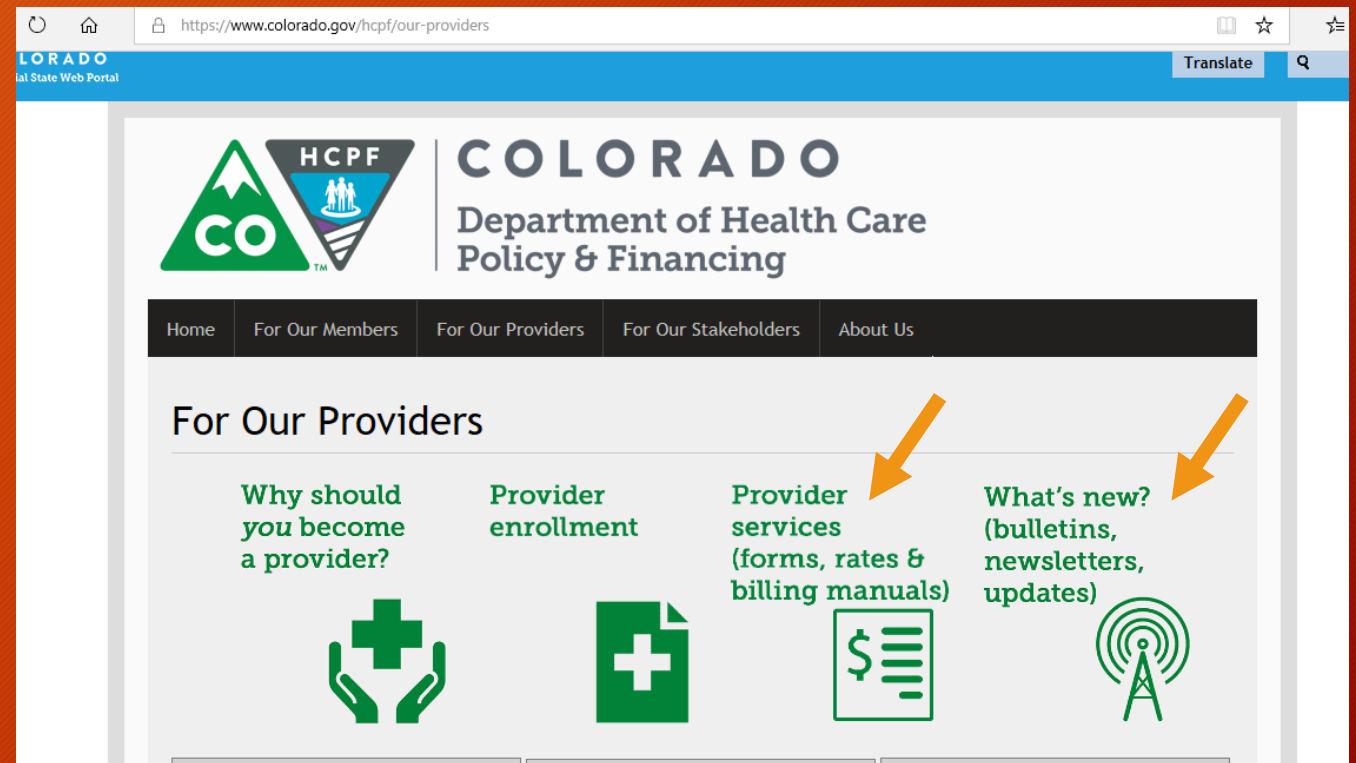 https://www.colorado.gov/hcpf/our-providers
LORADO
ial State Web Portal
Translate
HCPF
CO
TM
COLORADO
Department of Health Care
Policy & Financing
Home For Our Members For Our Providers For Our Stakeholders About Us
For Our Providers
Why should
you become
a provider?
Provider
enrollment
Provider
services
(forms, rates &
billing manuals)
What's new?
(bulletins,
newsletters,
updates)
$